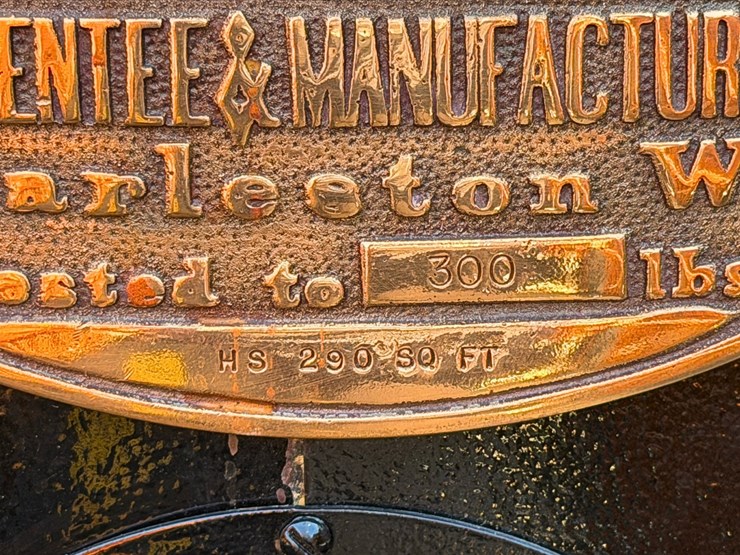 ENTEE & MANUFACTUR
arleston W
ested to 300 lbs
HS 290 SQ FT